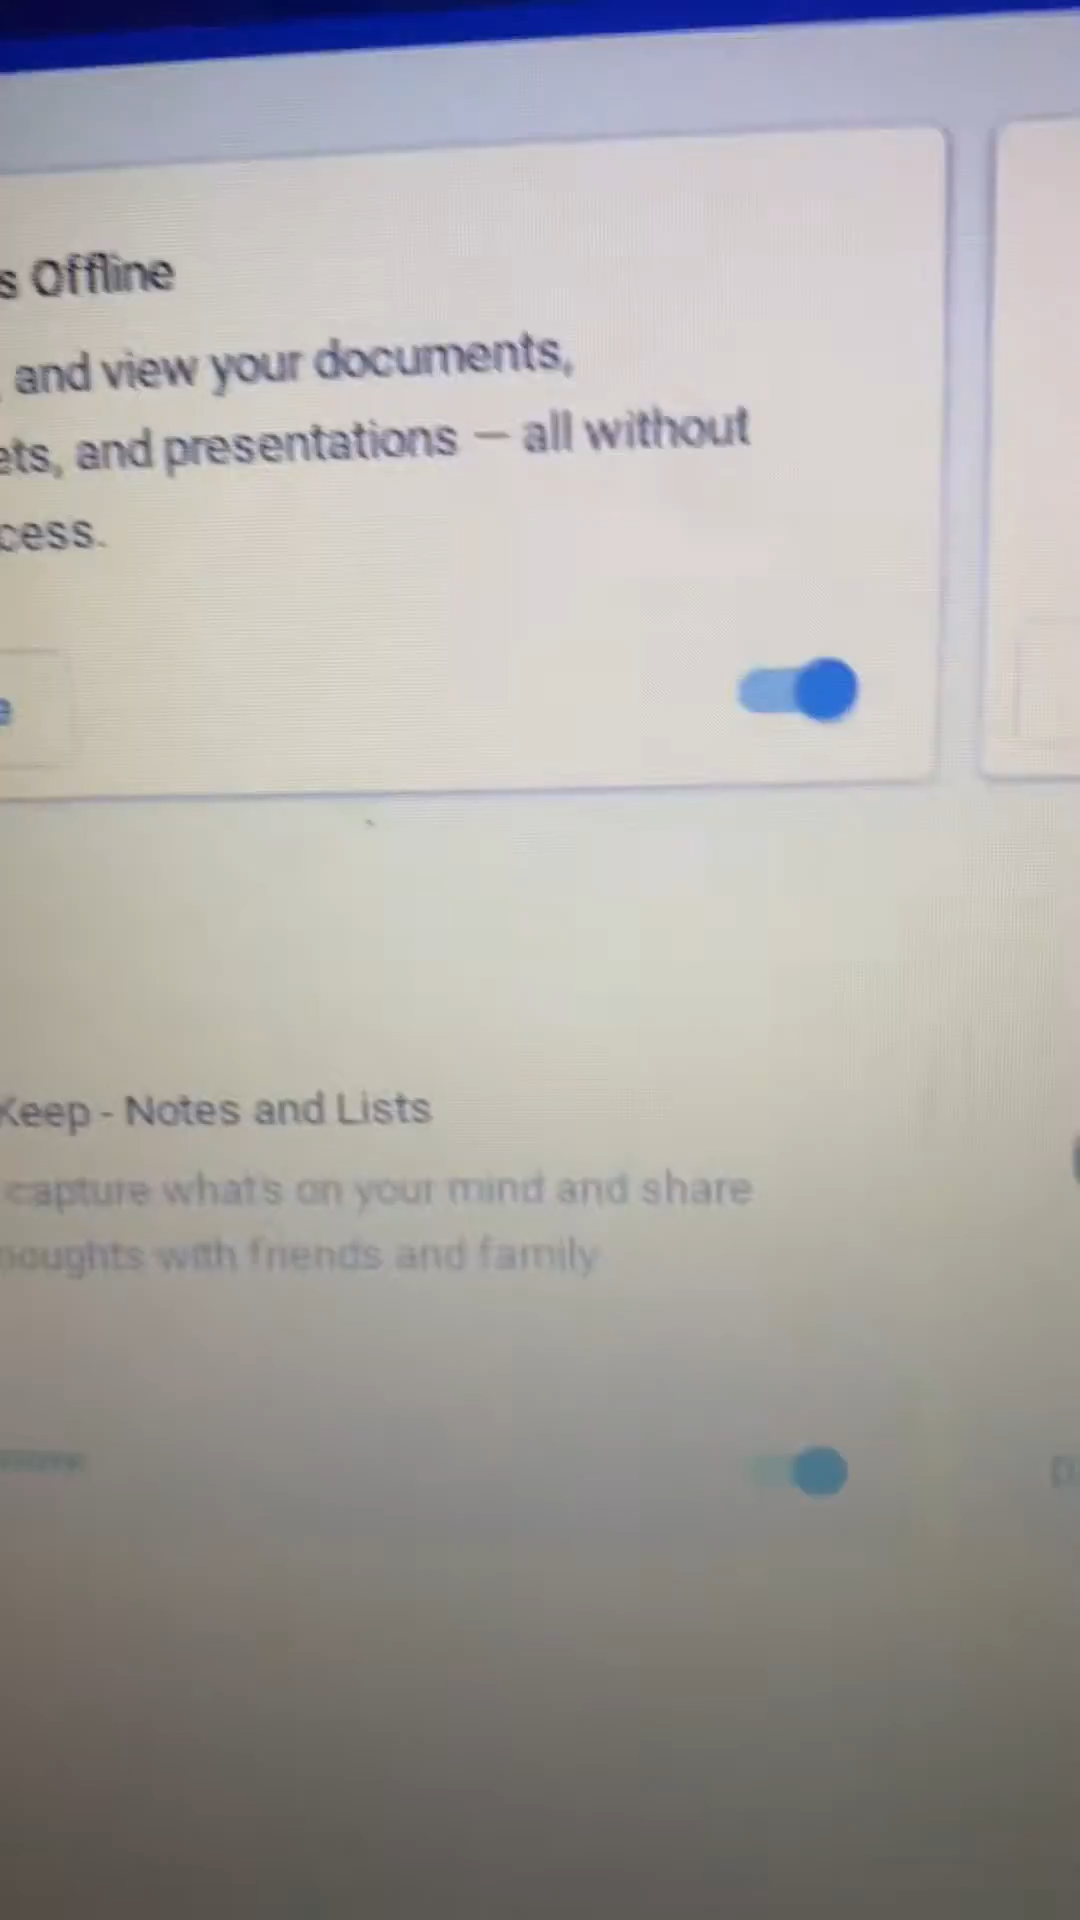 s Offline
, and view your documents,
ets, and presentations — all without
cess.
e
Keep - Notes and Lists
capture what's on your mind and share
houghts with friends and family